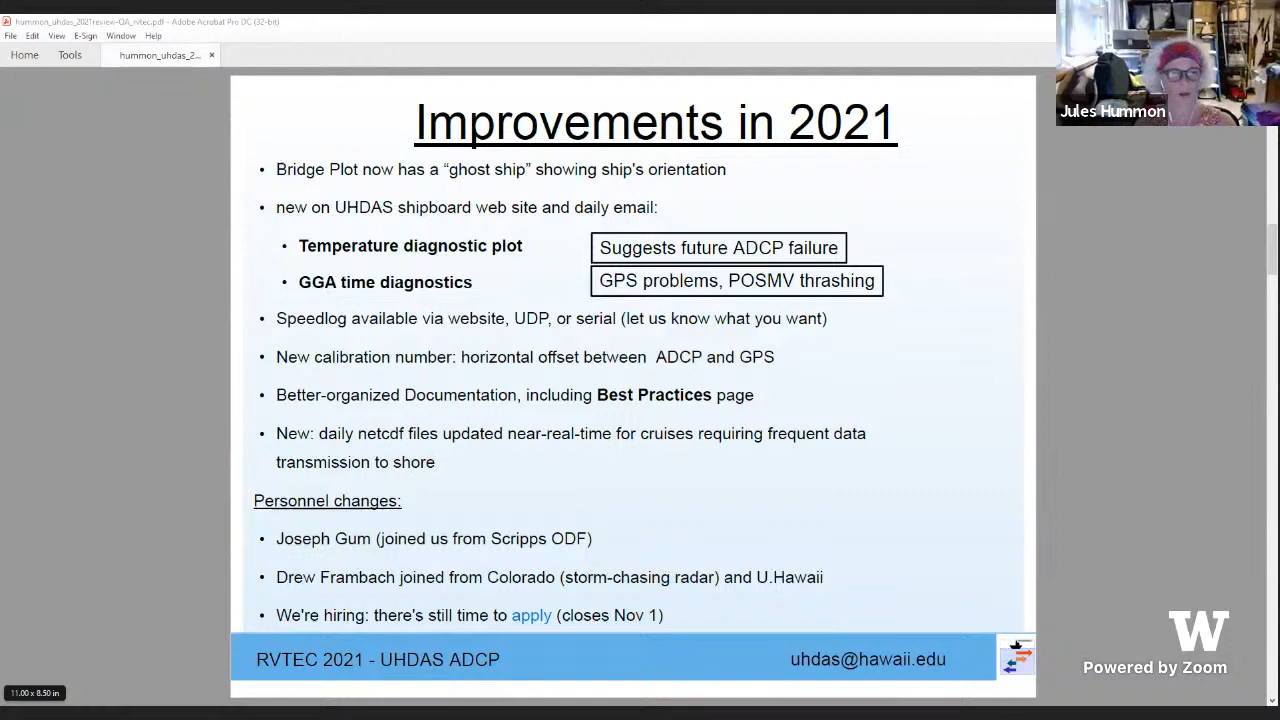 hummon_uhdas_2021review-QA_rvtec.pdf - Adobe Acrobat Pro DC (32-bit)
File Edit View E-Sign Window Help
Home Tools hummon_uhdas_2... ×
Jules Hummon
Improvements in 2021
• Bridge Plot now has a “ghost ship” showing ship's orientation
• new on UHDAS shipboard web site and daily email:
• Temperature diagnostic plot Suggests future ADCP failure
• GGA time diagnostics GPS problems, POSMV thrashing
• Speedlog available via website, UDP, or serial (let us know what you want)
• New calibration number: horizontal offset between ADCP and GPS
• Better-organized Documentation, including Best Practices page
• New: daily netcdf files updated near-real-time for cruises requiring frequent data
transmission to shore
Personnel changes:
• Joseph Gum (joined us from Scripps ODF)
• Drew Frambach joined from Colorado (storm-chasing radar) and U.Hawaii
• We're hiring: there's still time to apply (closes Nov 1)
RVTEC 2021 - UHDAS ADCP uhdas@hawaii.edu
W
Powered by Zoom
11.00 x 8.50 in